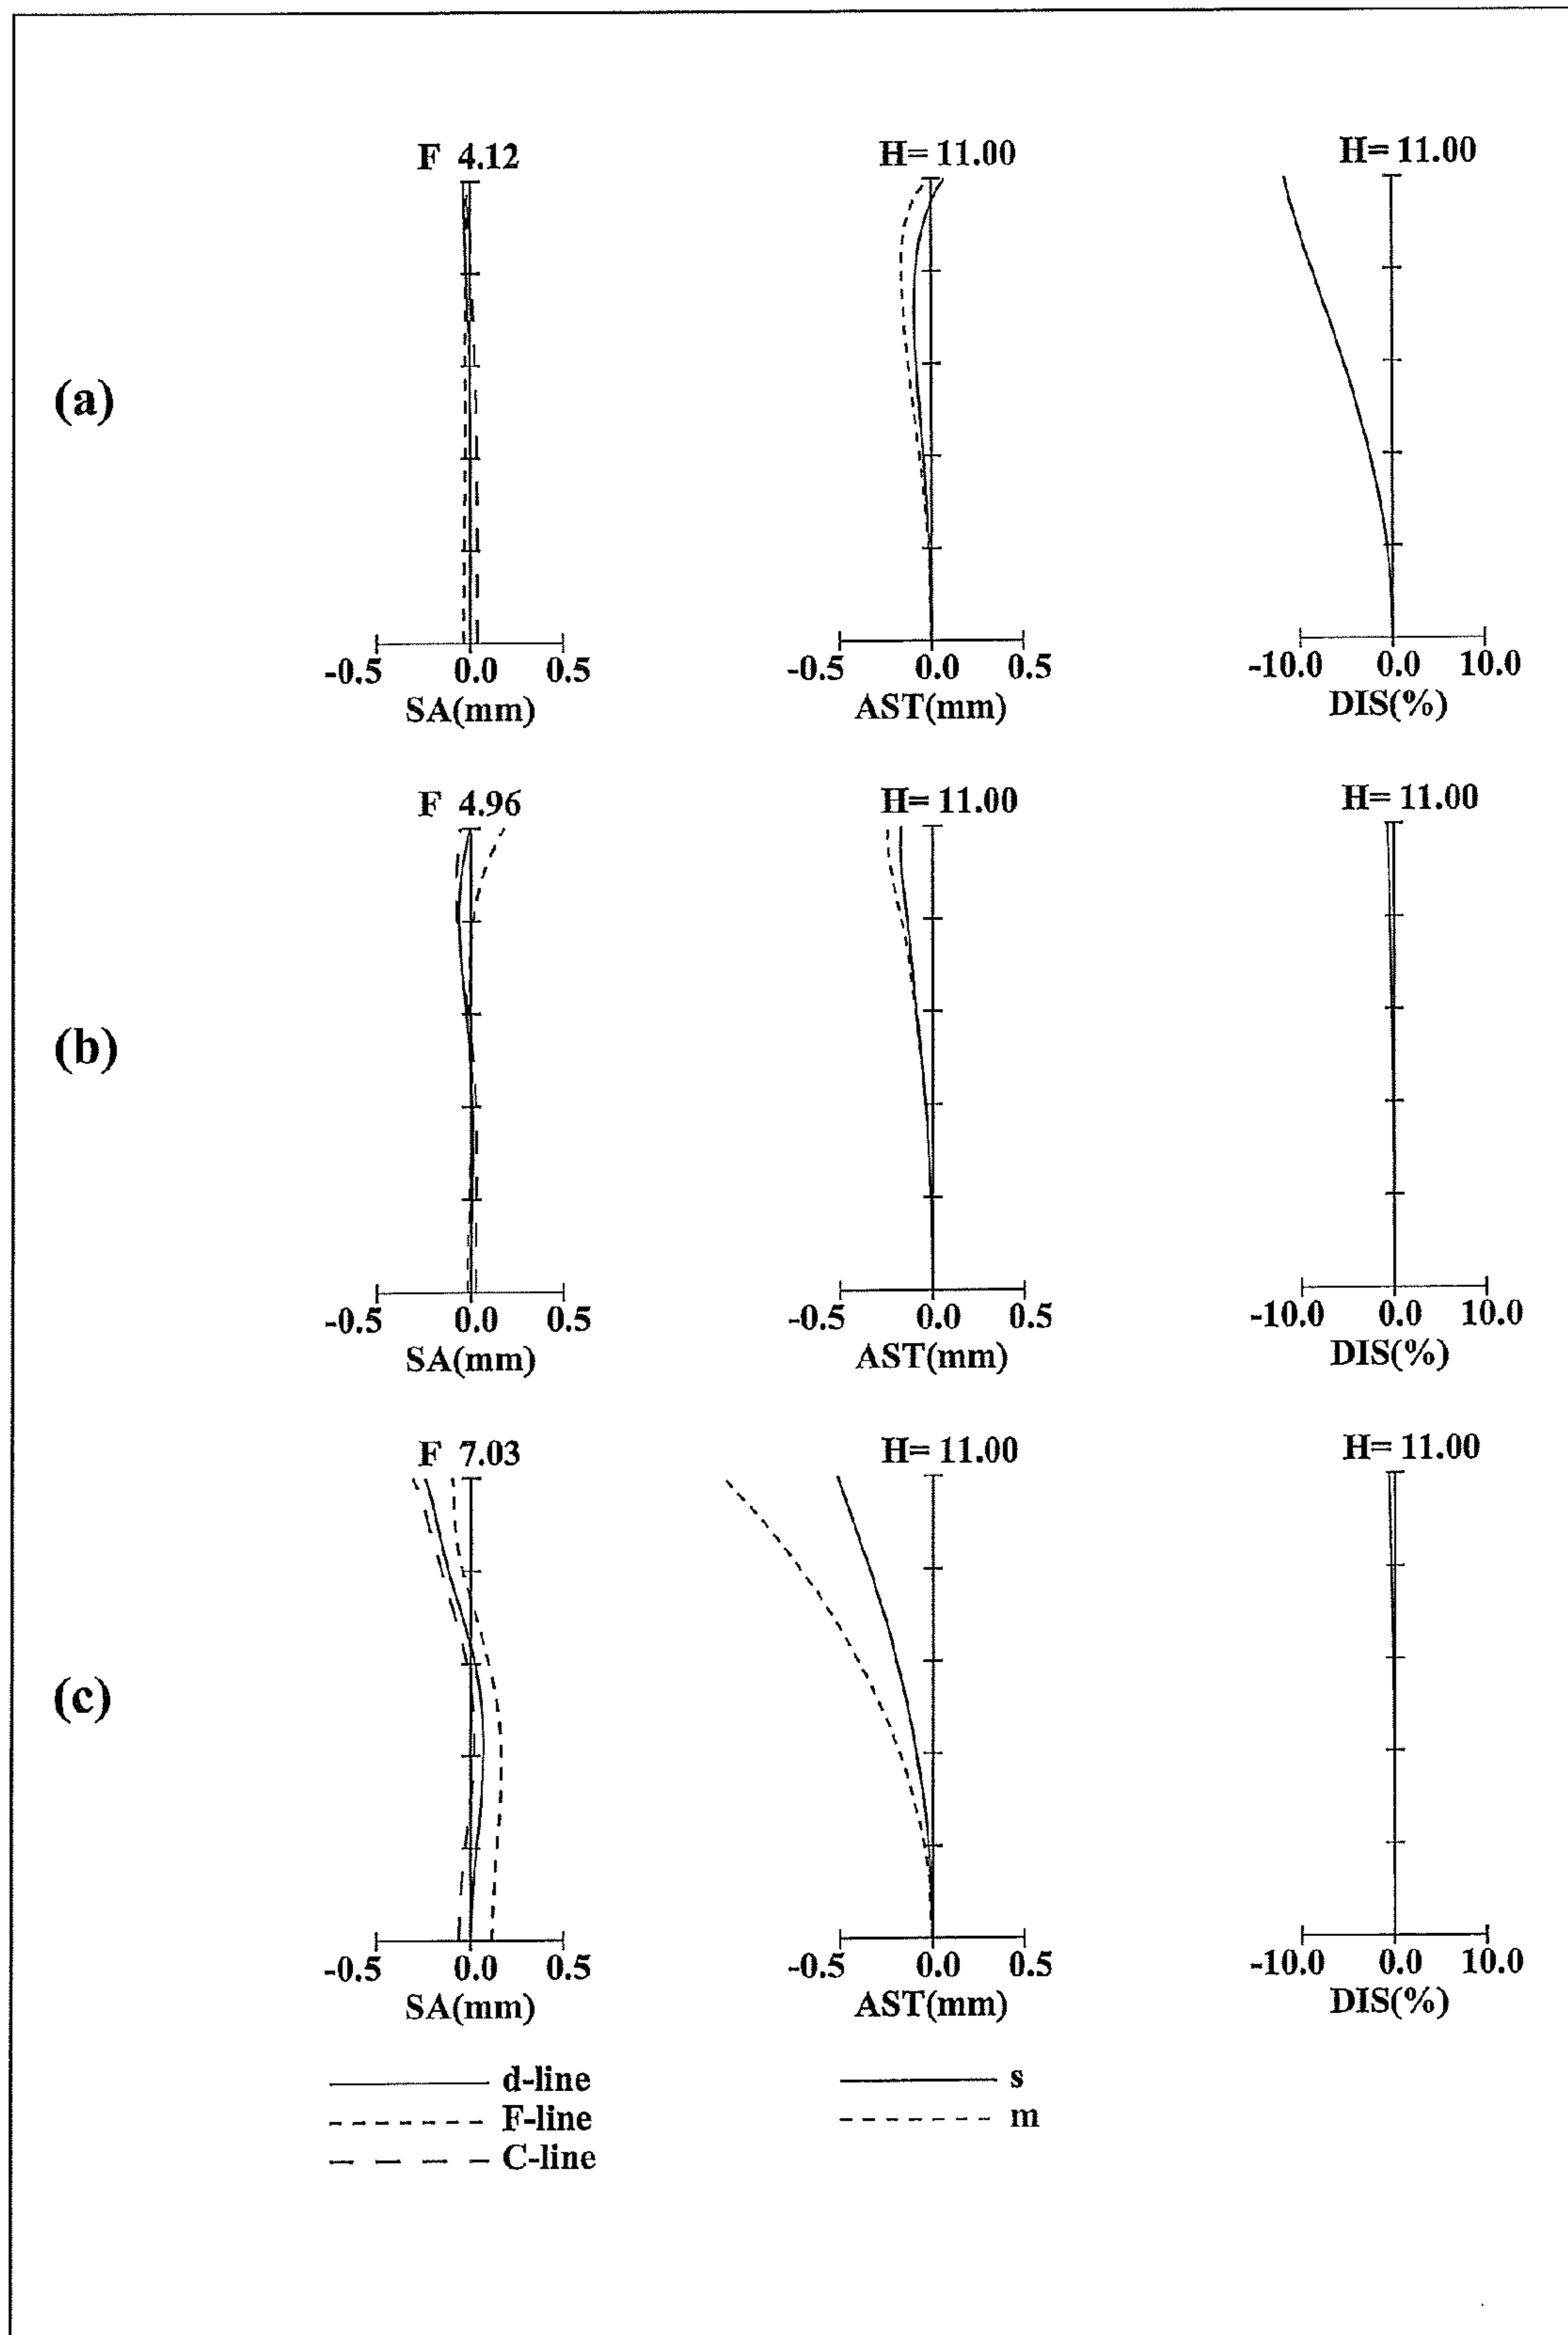 (a)
F 4.12
H= 11.00
H= 11.00
-0.5 0.0 0.5
SA(mm)
-0.5 0.0 0.5
AST(mm)
-10.0 0.0 10.0
DIS(%)
(b)
F 4.96
H= 11.00
H= 11.00
-0.5 0.0 0.5
SA(mm)
-0.5 0.0 0.5
AST(mm)
-10.0 0.0 10.0
DIS(%)
(c)
F 7.03
H= 11.00
H= 11.00
-0.5 0.0 0.5
SA(mm)
-0.5 0.0 0.5
AST(mm)
-10.0 0.0 10.0
DIS(%)
d-line
F-line
C-line
s
m